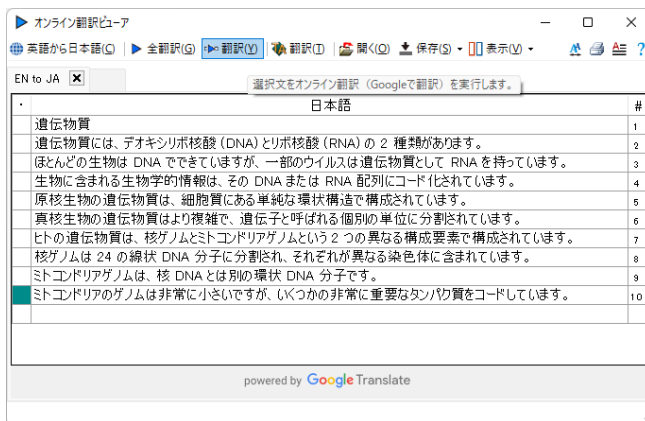 オンライン翻訳ビューア
英語から日本語(C) 全翻訳(G) 翻訳(Y) 翻訳(T) 開く(O) 保存(S) 表示(V)
EN to JA
選択文をオンライン翻訳（Googleで翻訳）を実行します。
日本語 #
遺伝物質 1
遺伝物質には、デオキシリボ核酸 (DNA) とリボ核酸 (RNA) の 2 種類があります。 2
ほとんどの生物は DNA でできていますが、一部のウイルスは遺伝物質として RNA を持っています。 3
生物に含まれる生物学的情報は、その DNA または RNA 配列にコード化されています。 4
原核生物の遺伝物質は、細胞質にある単純な環状構造で構成されています。 5
真核生物の遺伝物質はより複雑で、遺伝子と呼ばれる個別の単位に分割されています。 6
ヒトの遺伝物質は、核ゲノムとミトコンドリアゲノムという 2 つの異なる構成要素で構成されています。 7
核ゲノムは 24 の線状 DNA 分子に分割され、それぞれが異なる染色体に含まれています。 8
ミトコンドリアゲノムは、核 DNA とは別の環状 DNA 分子です。 9
ミトコンドリアのゲノムは非常に小さいですが、いくつかの非常に重要なタンパク質をコードしています。 10
powered by Google Translate